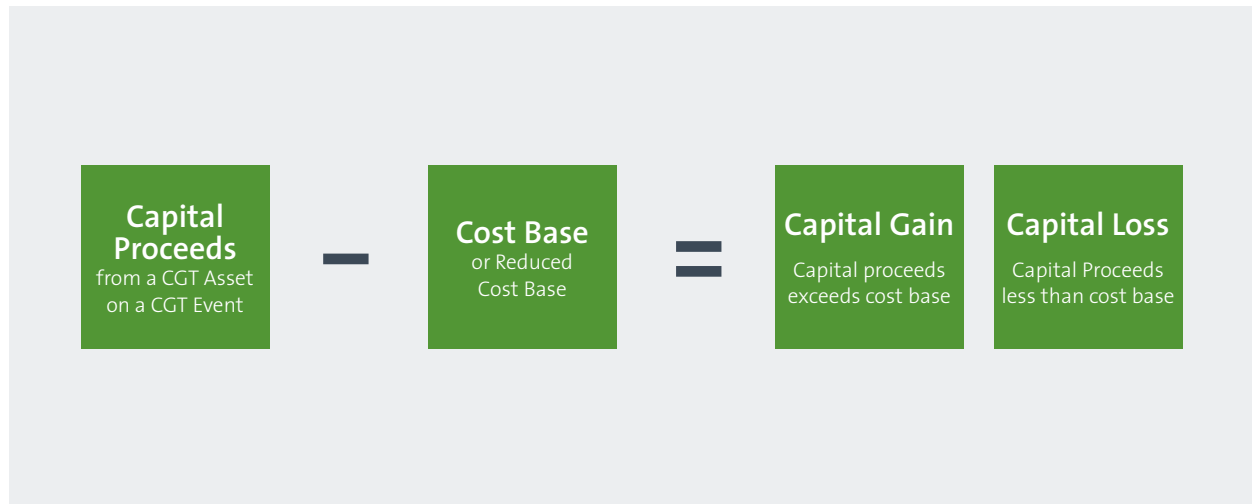 Capital
Proceeds
from a CGT Asset
on a CGT Event
–
Cost Base
or Reduced
Cost Base
=
Capital Gain
Capital proceeds
exceeds cost base
Capital Loss
Capital Proceeds
less than cost base